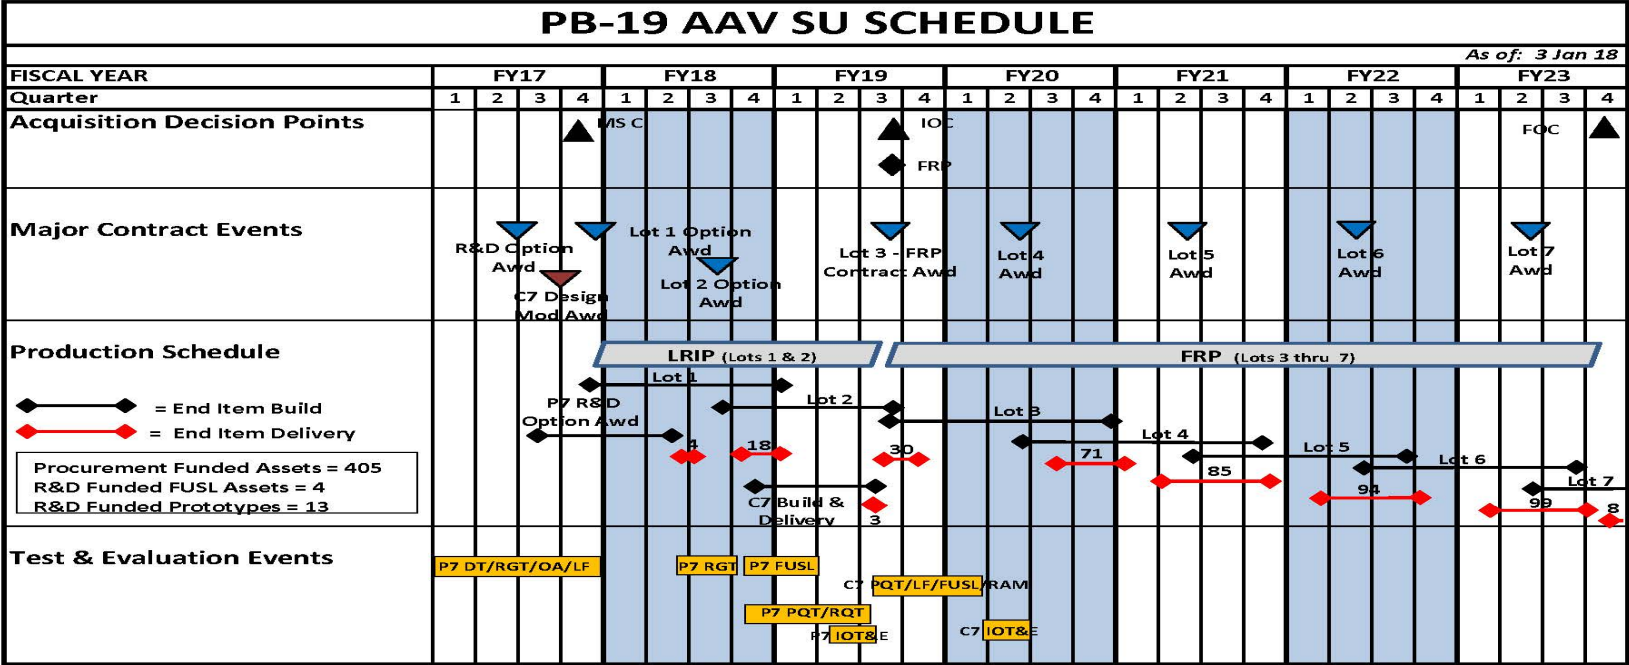 PB-19 AAV SU SCHEDULE
As of: 3 Jan 18
FISCAL YEAR FY17 FY18 FY19 FY20 FY21 FY22 FY23
Quarter 1 2 3 4 1 2 3 4 1 2 3 4 1 2 3 4 1 2 3 4 1 2 3 4 1 2 3 4
Acquisition Decision Points
MS C
IOC
FOC
FRP
Major Contract Events
R&D Option
Awd
C7 Design
Mod Awd
Lot 1 Option
Awd
Lot 2 Option
Awd
Lot 3 - FRP
Contract Awd
Lot 4
Awd
Lot 5
Awd
Lot 6
Awd
Lot 7
Awd
Production Schedule
LRIP (Lots 1 & 2)
FRP (Lots 3 thru 7)
Lot 1
Lot 2
Lot 3
Lot 4
Lot 5
Lot 6
Lot 7
P7 R&D
Option Awd
= End Item Build
= End Item Delivery
4
18
30
71
85
94
99
8
C7 Build &
Delivery
3
Procurement Funded Assets = 405
R&D Funded FUSL Assets = 4
R&D Funded Prototypes = 13
Test & Evaluation Events
P7 DT/RGT/OA/LF
P7 RGT
P7 FUSL
C7 PQT/LF/FUSL/RAM
P7 PQT/RQT
P7 IOT&E
C7 IOT&E